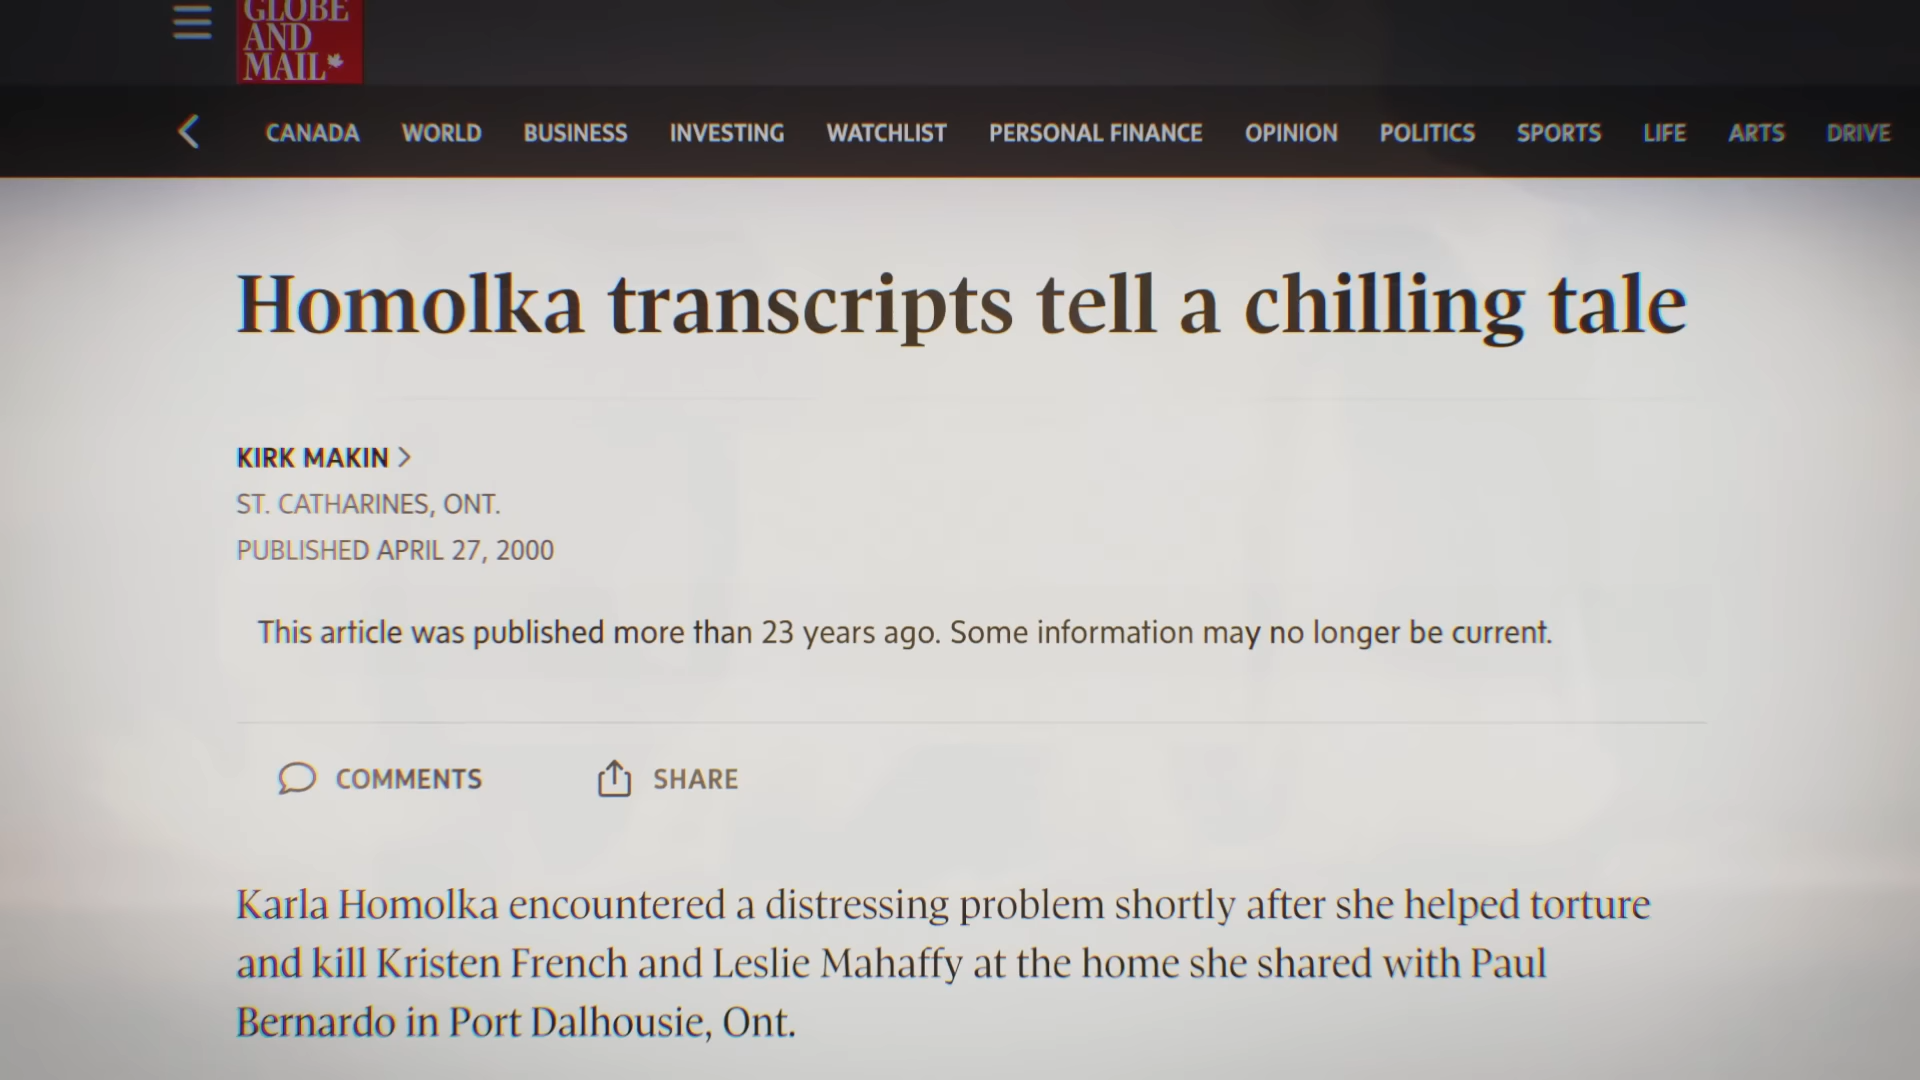 GLOBE
AND
MAIL
CANADA WORLD BUSINESS INVESTING WATCHLIST PERSONAL FINANCE OPINION POLITICS SPORTS LIFE ARTS DRIVE
Homolka transcripts tell a chilling tale
KIRK MAKIN >
ST. CATHARINES, ONT.
PUBLISHED APRIL 27, 2000
This article was published more than 23 years ago. Some information may no longer be current.
COMMENTS SHARE
Karla Homolka encountered a distressing problem shortly after she helped torture
and kill Kristen French and Leslie Mahaffy at the home she shared with Paul
Bernardo in Port Dalhousie, Ont.